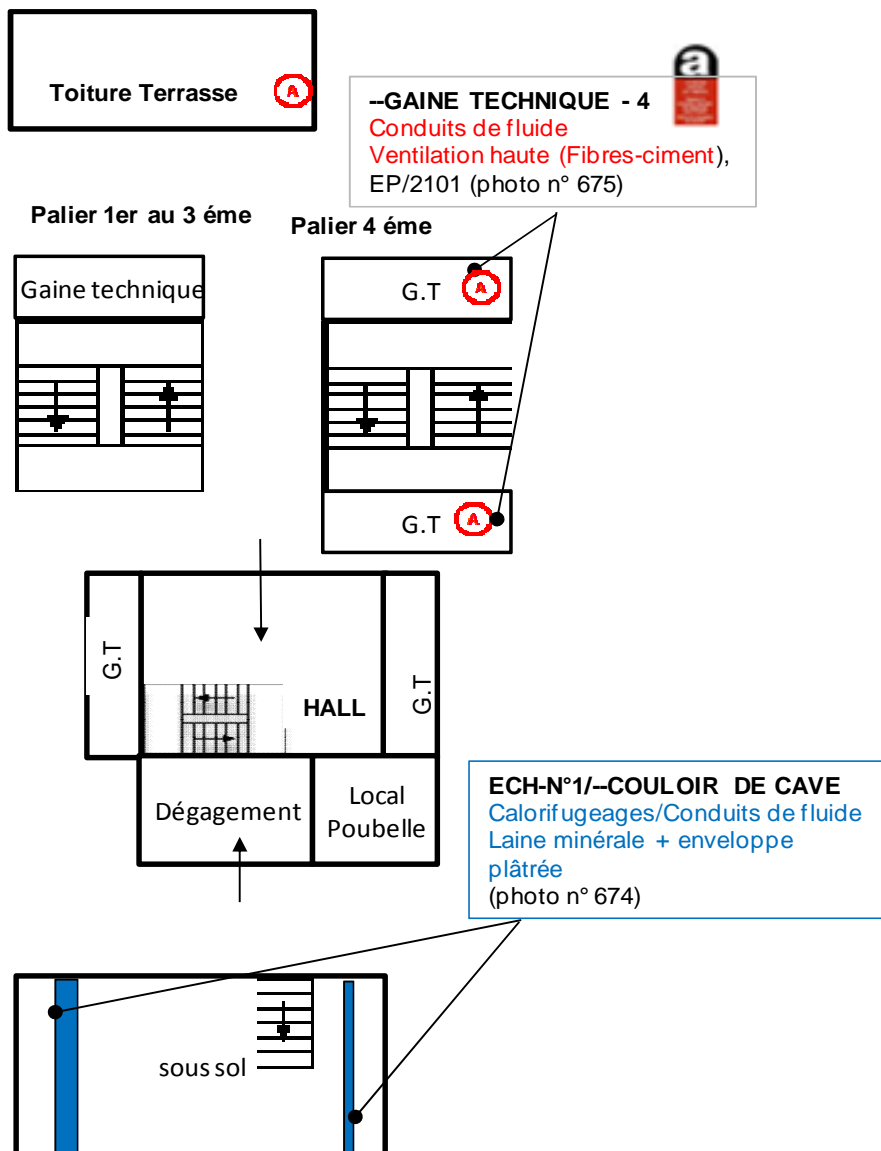 Toiture Terrasse
A
a
--GAINE TECHNIQUE - 4
Conduits de fluide
Ventilation haute (Fibres-ciment),
EP/2101 (photo n° 675)
Palier 1er au 3 éme
Palier 4 éme
Gaine technique
G.T
A
G.T
A
G.T
HALL
G.T
Dégagement
Local
Poubelle
ECH-N°1/--COULOIR DE CAVE
Calorifugeages/Conduits de fluide
Laine minérale + enveloppe
plâtrée
(photo n° 674)
sous sol